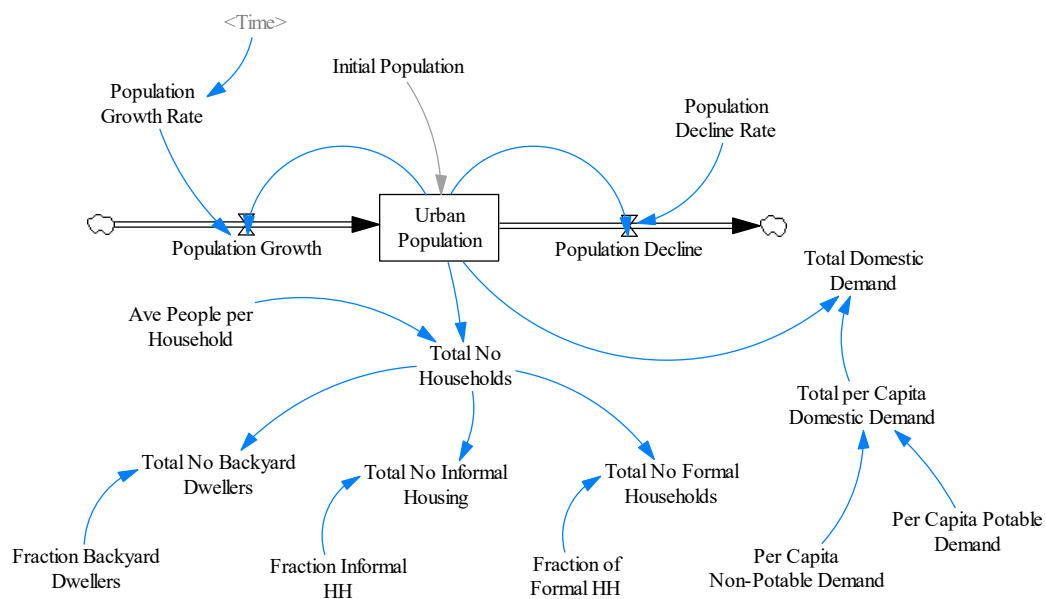 <Time>
Initial Population
Population
Growth Rate
Population
Decline Rate
Urban
Population
Population Growth
Population Decline
Total Domestic
Demand
Ave People per
Household
Total No
Households
Total per Capita
Domestic Demand
Total No Backyard
Dwellers
Total No Informal
Housing
Total No Formal
Households
Per Capita Potable
Demand
Fraction Backyard
Dwellers
Fraction Informal
HH
Fraction of
Formal HH
Per Capita
Non-Potable Demand